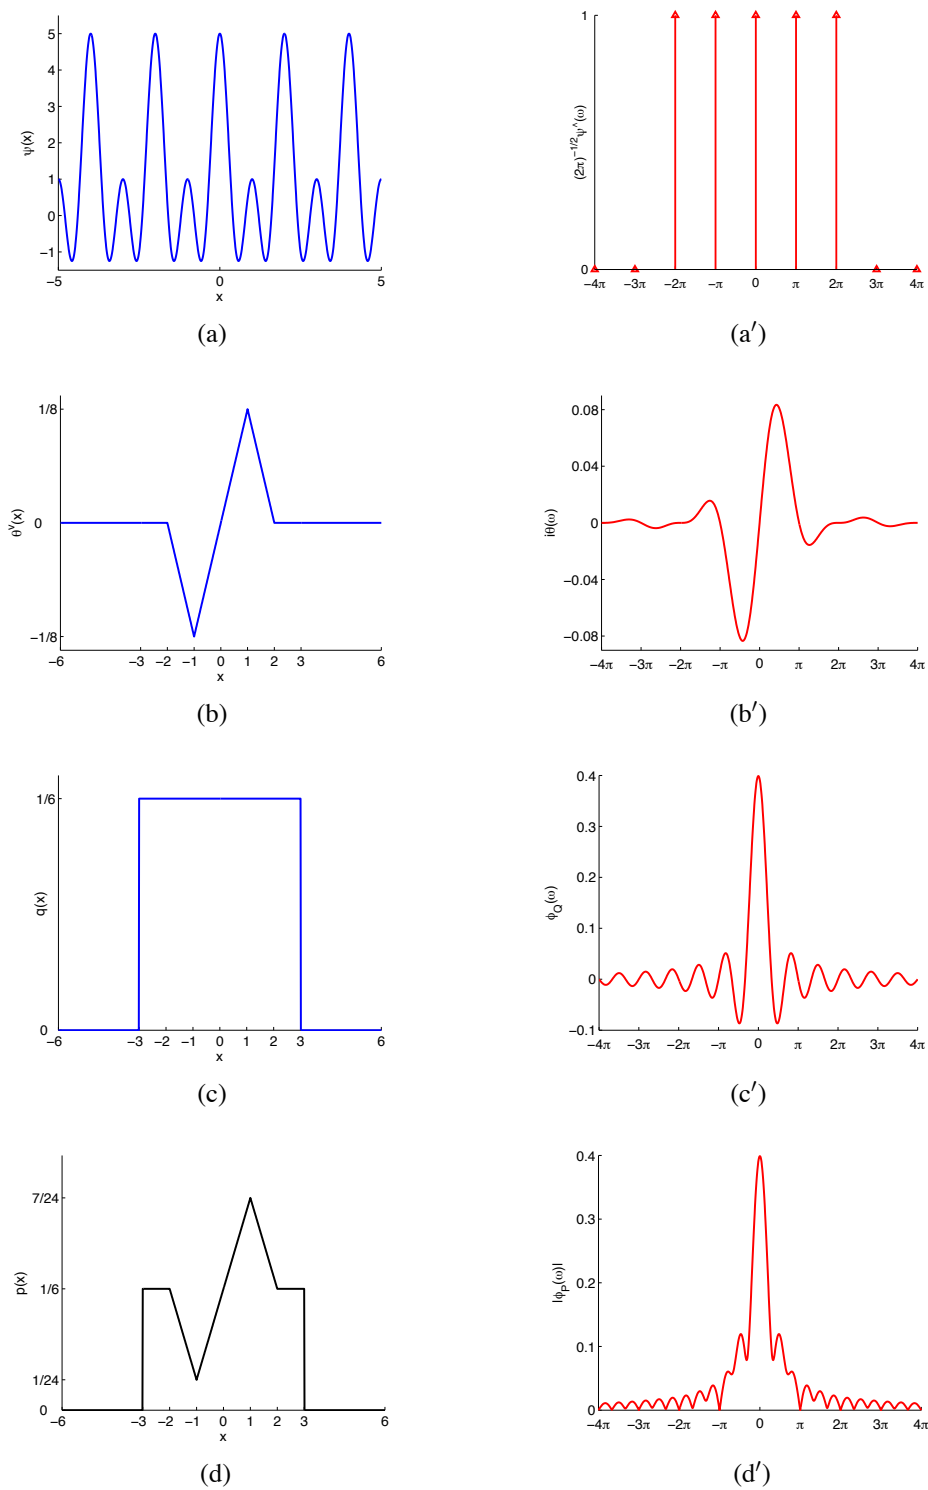 5
4
3
2
1
0
−1
ψ(x)
−5 0 5
x
(a)
1
0
(2π)^{−1/2} ψ^(ω)
−4π −3π −2π −π 0 π 2π 3π 4π
(a′)
1/8
0
−1/8
θ^v(x)
−6 −3 −2 −1 0 1 2 3 6
x
(b)
0.08
0.04
0
−0.04
−0.08
iθ(ω)
−4π −3π −2π −π 0 π 2π 3π 4π
(b′)
1/6
0
q(x)
−6 −3 −2 −1 0 1 2 3 6
x
(c)
0.4
0.3
0.2
0.1
0
−0.1
ϕ_Q(ω)
−4π −3π −2π −π 0 π 2π 3π 4π
(c′)
7/24
1/6
1/24
0
p(x)
−6 −3 −2 −1 0 1 2 3 6
x
(d)
0.4
0.3
0.2
0.1
0
|ϕ_P(ω)|
−4π −3π −2π −π 0 π 2π 3π 4π
(d′)